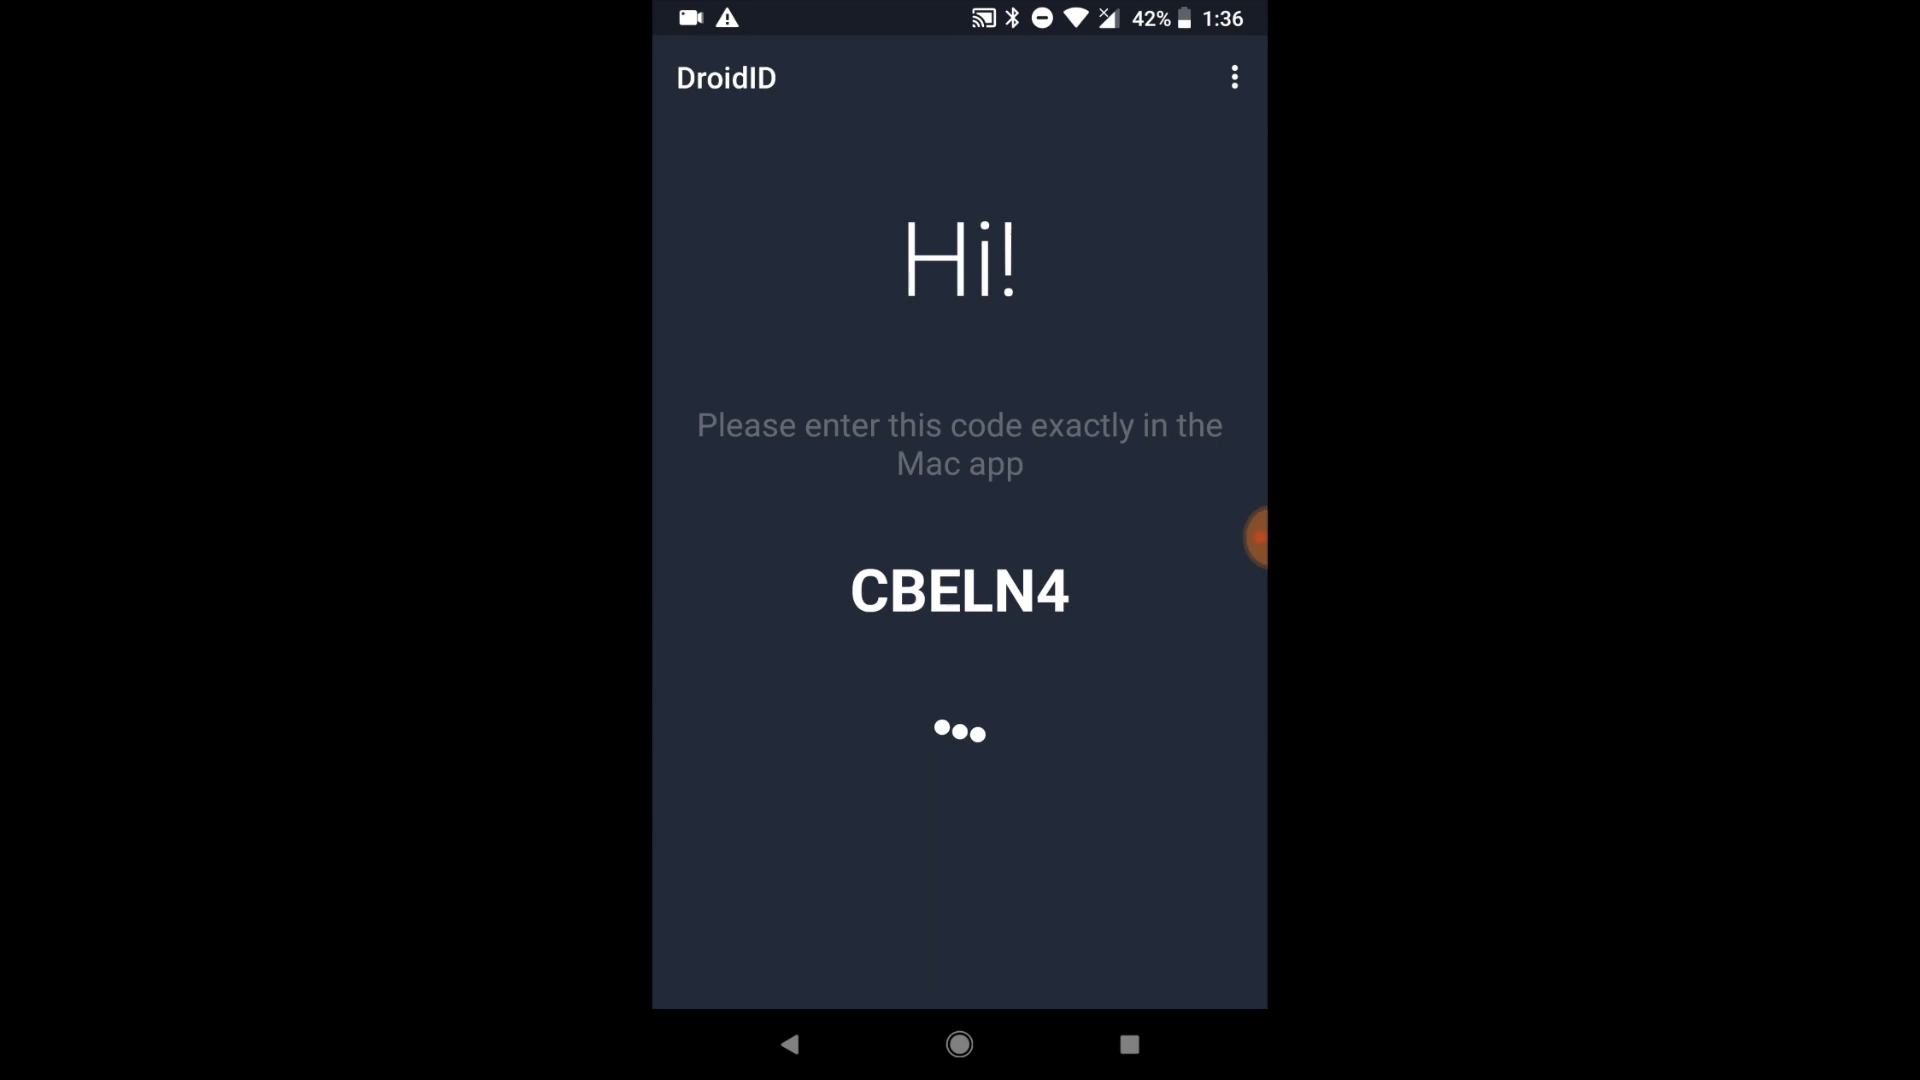 42% 1:36
DroidID
Hi!
Please enter this code exactly in the
Mac app
CBELN4